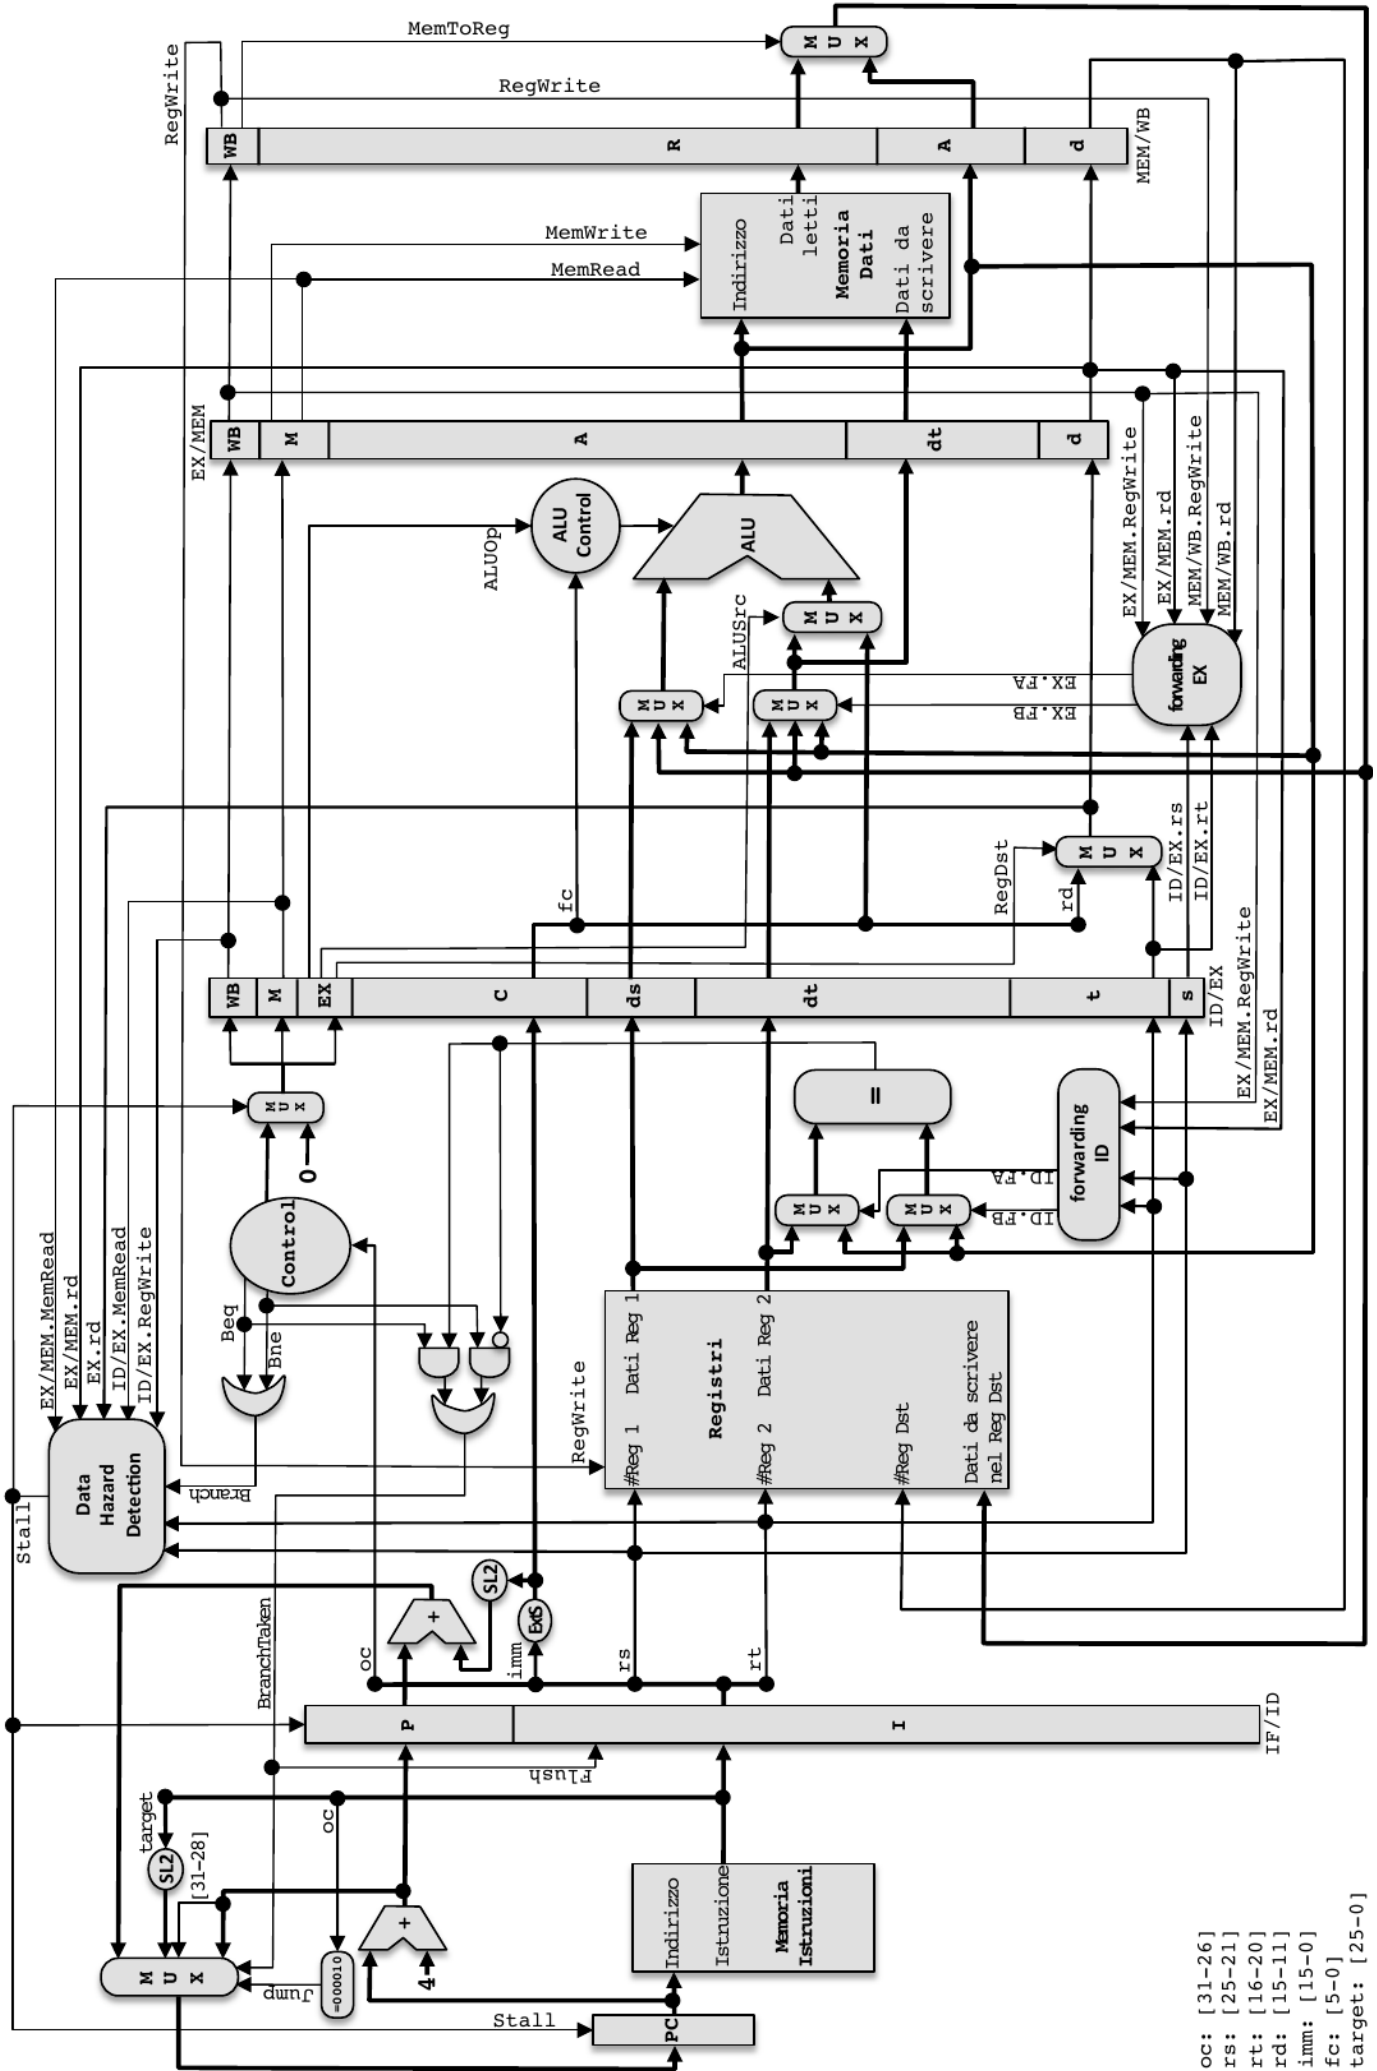 Stall
EX/MEM.MemRead
EX/MEM.rd
EX.rd
ID/EX.MemRead
ID/EX.RegWrite
Data
Hazard
Detection
Branch
Beq
Bne
Control
M
U
X
0
BranchTaken
RegWrite
RegWrite
MemToReg
M
U
X
target
SL2
[31-28]
Jump
=000010
oc
M
U
X
Stall
PC
4
+
Flush
Indirizzo
Istruzione
Memoria
Istruzioni
P
I
IF/ID
oc
+
SL2
imm
ExtS
rs
rt
RegWrite
#Reg 1
Dati Reg 1
Registri
#Reg 2
Dati Reg 2
#Reg Dst
Dati da scrivere
nel Reg Dst
M
U
X
M
U
X
=
ID.FA
ID.FB
forwarding
ID
EX/MEM.RegWrite
EX/MEM.rd
WB
M
EX
C
ds
dt
t
s
ID/EX
fc
RegDst
rd
M
U
X
ID/EX.rs
ID/EX.rt
M
U
X
M
U
X
ALUSrc
M
U
X
ALUOp
ALU
Control
ALU
EX.FA
EX.FB
forwarding
EX
EX/MEM.RegWrite
EX/MEM.rd
MEM/WB.RegWrite
MEM/WB.rd
EX/MEM
WB
M
A
dt
d
MemWrite
MemRead
Indirizzo
Dati
letti
Memoria
Dati
Dati da
scrivere
WB
R
A
d
MEM/WB
RegWrite
oc: [31-26]
rs: [25-21]
rt: [16-20]
rd: [15-11]
imm: [15-0]
fc: [5-0]
target: [25-0]